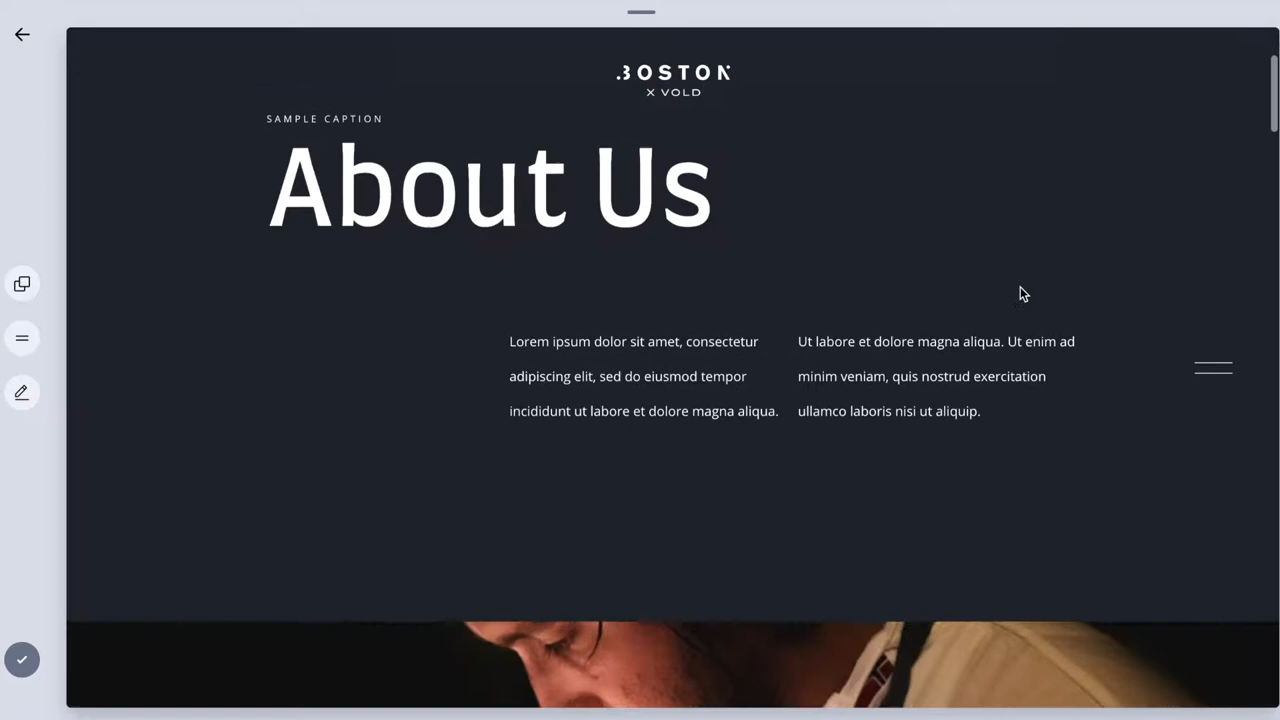 BOSTON
X VOLD
SAMPLE CAPTION
About Us
Lorem ipsum dolor sit amet, consectetur
adipiscing elit, sed do eiusmod tempor
incididunt ut labore et dolore magna aliqua.
Ut labore et dolore magna aliqua. Ut enim ad
minim veniam, quis nostrud exercitation
ullamco laboris nisi ut aliquip.